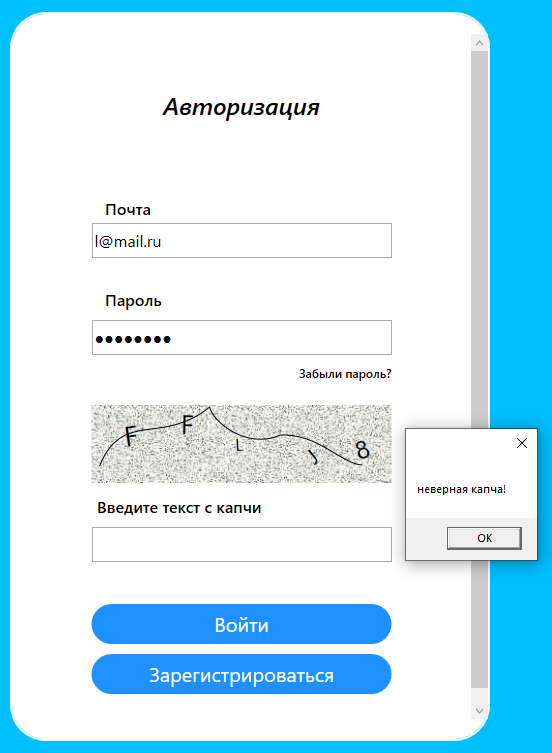 Авторизация
Почта
l@mail.ru
Пароль
●●●●●●●●
Забыли пароль?
F F L J 8
Введите текст с капчи
неверная капча!
OK
Войти
Зарегистрироваться